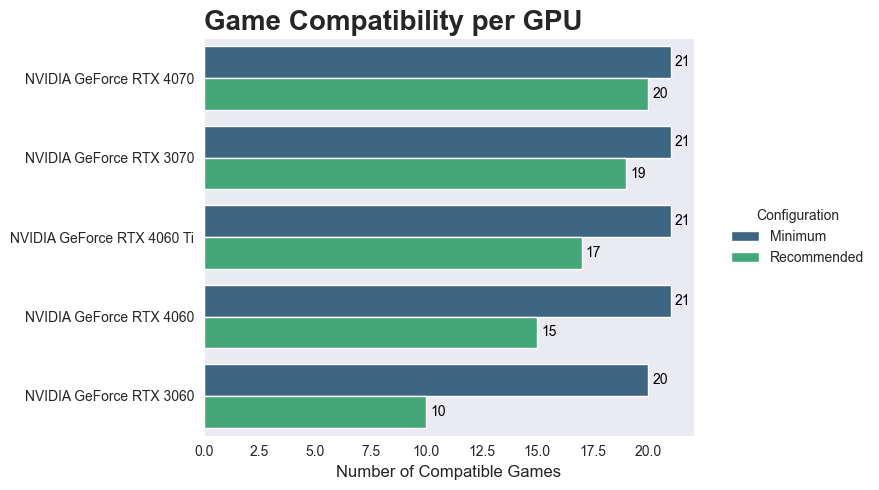 Game Compatibility per GPU
NVIDIA GeForce RTX 4070
21
20
NVIDIA GeForce RTX 3070
21
19
NVIDIA GeForce RTX 4060 Ti
21
17
NVIDIA GeForce RTX 4060
21
15
NVIDIA GeForce RTX 3060
20
10
0.0 2.5 5.0 7.5 10.0 12.5 15.0 17.5 20.0
Number of Compatible Games
Configuration
Minimum
Recommended